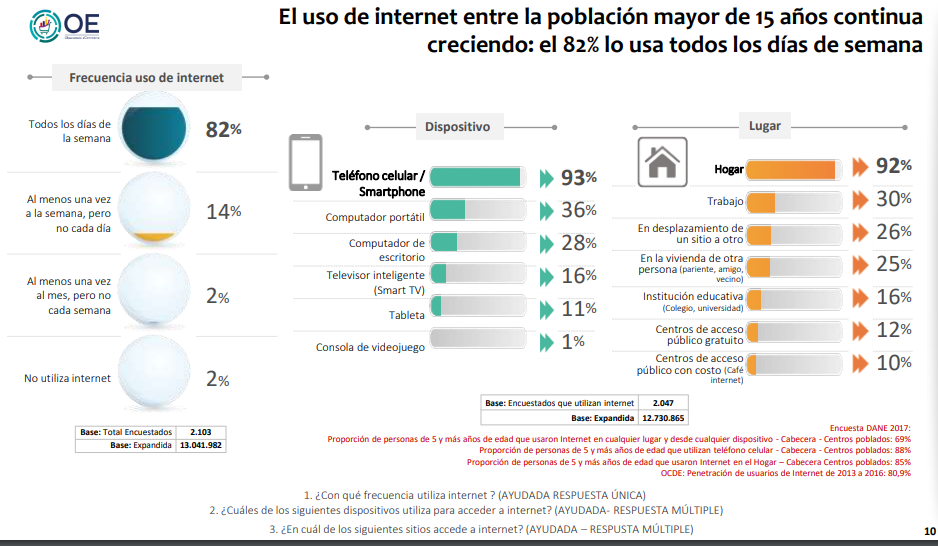 OE
El uso de internet entre la población mayor de 15 años continua
creciendo: el 82% lo usa todos los días de semana
Frecuencia uso de internet
Todos los días de
la semana
82%
Al menos una vez
a la semana, pero
no cada día
14%
Al menos una vez
al mes, pero no
cada semana
2%
No utiliza internet
2%
Base: Total Encuestados 2.103
Base: Expandida 13.041.982
Dispositivo
Teléfono celular /
Smartphone
93%
Computador portátil
36%
Computador de
escritorio
28%
Televisor inteligente
(Smart TV)
16%
Tableta
11%
Consola de videojuego
1%
Lugar
Hogar
92%
Trabajo
30%
En desplazamiento de
un sitio a otro
26%
En la vivienda de otra
persona (pariente, amigo,
vecino)
25%
Institución educativa
(Colegio, universidad)
16%
Centros de acceso
público gratuito
12%
Centros de acceso
público con costo (Café
internet)
10%
Base: Encuestados que utilizan internet 2.047
Base: Expandida 12.730.865
Encuesta DANE 2017:
Proporción de personas de 5 y más años de edad que usaron Internet en cualquier lugar y desde cualquier dispositivo - Cabecera - Centros poblados: 69%
Proporción de personas de 5 y más años de edad que utilizan teléfono celular - Cabecera - Centros poblados: 88%
Proporción de personas de 5 y más años de edad que usaron Internet en el Hogar – Cabecera Centros poblados: 85%
OCDE: Penetración de usuarios de Internet de 2013 a 2016: 80,9%
1. ¿Con qué frecuencia utiliza internet ? (AYUDADA RESPUESTA ÚNICA)
2. ¿Cuáles de los siguientes dispositivos utiliza para acceder a internet? (AYUDADA- RESPUESTA MÚLTIPLE)
3. ¿En cuál de los siguientes sitios accede a internet? (AYUDADA – RESPUSTA MÚLTIPLE)
10